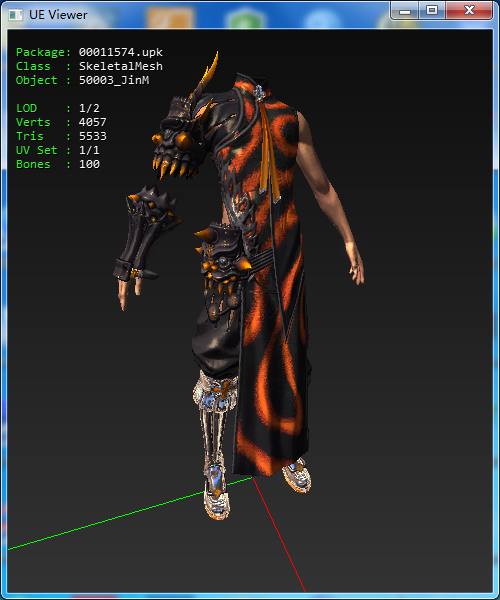 UE Viewer
Package: 00011574.upk
Class : SkeletalMesh
Object : 50003_JinM
LOD : 1/2
Verts : 4057
Tris : 5533
UV Set : 1/1
Bones : 100